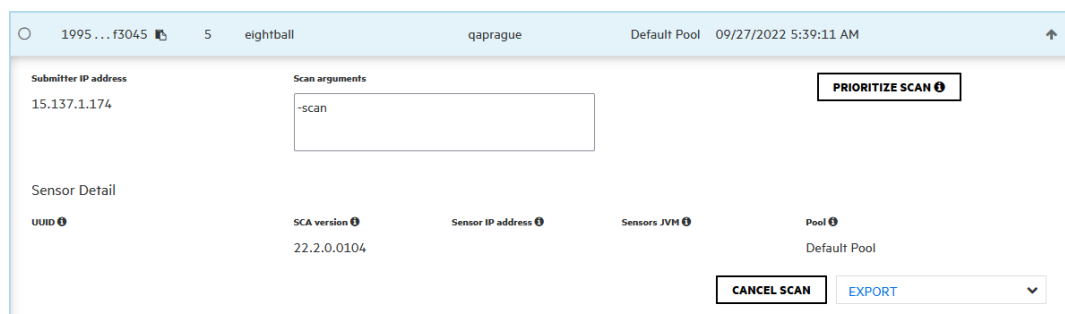 1995 . . . f3045 5 eightball qaprague Default Pool 09/27/2022 5:39:11 AM
Submitter IP address Scan arguments
PRIORITIZE SCAN
15.137.1.174 -scan
Sensor Detail
UUID SCA version Sensor IP address Sensors JVM Pool
22.2.0.0104 Default Pool
CANCEL SCAN EXPORT